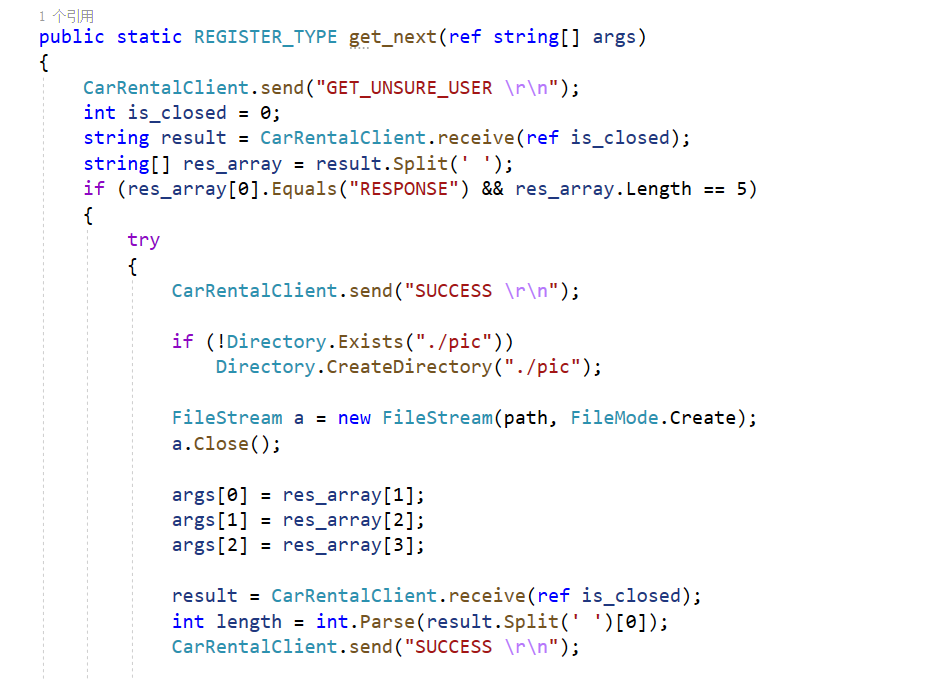 1 个引用
public static REGISTER_TYPE get_next(ref string[] args)
{
    CarRentalClient.send("GET_UNSURE_USER \r\n");
    int is_closed = 0;
    string result = CarRentalClient.receive(ref is_closed);
    string[] res_array = result.Split(' ');
    if (res_array[0].Equals("RESPONSE") && res_array.Length == 5)
    {
        try
        {
            CarRentalClient.send("SUCCESS \r\n");
            if (!Directory.Exists("./pic"))
                Directory.CreateDirectory("./pic");
            FileStream a = new FileStream(path, FileMode.Create);
            a.Close();
            args[0] = res_array[1];
            args[1] = res_array[2];
            args[2] = res_array[3];
            result = CarRentalClient.receive(ref is_closed);
            int length = int.Parse(result.Split(' ')[0]);
            CarRentalClient.send("SUCCESS \r\n");